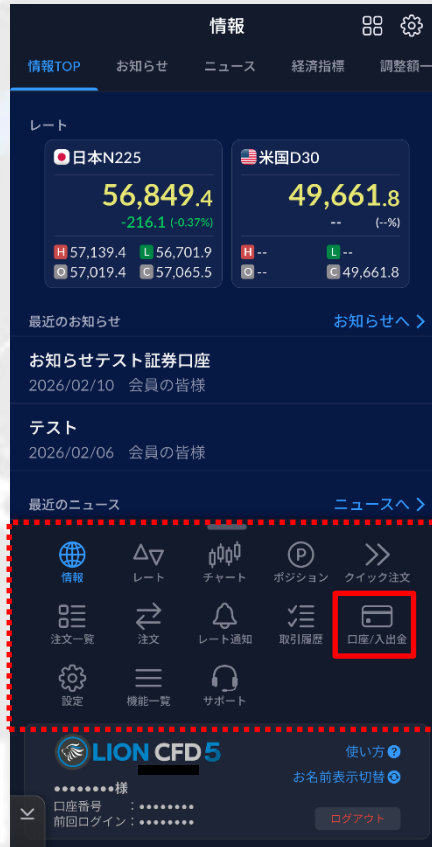 情報
情報TOP お知らせ ニュース 経済指標 調整額一
レート
日本N225 米国D30
56,849.4 49,661.8
-216.1 (-0.37%) -- (--%)
H 57,139.4 L 56,701.9 H -- L --
O 57,019.4 C 57,065.5 O -- C 49,661.8
最近のお知らせ お知らせへ
お知らせテスト証券口座
2026/02/10 会員の皆様
テスト
2026/02/06 会員の皆様
最近のニュース ニュースへ
情報 レート チャート P ポジション クイック注文
注文一覧 注文 レート通知 取引履歴 口座/入出金
設定 機能一覧 サポート
LION CFD 5 使い方 ?
お名前表示切替
••••••••様
口座番号 :••••••••
前回ログイン:•••••••• ログアウト